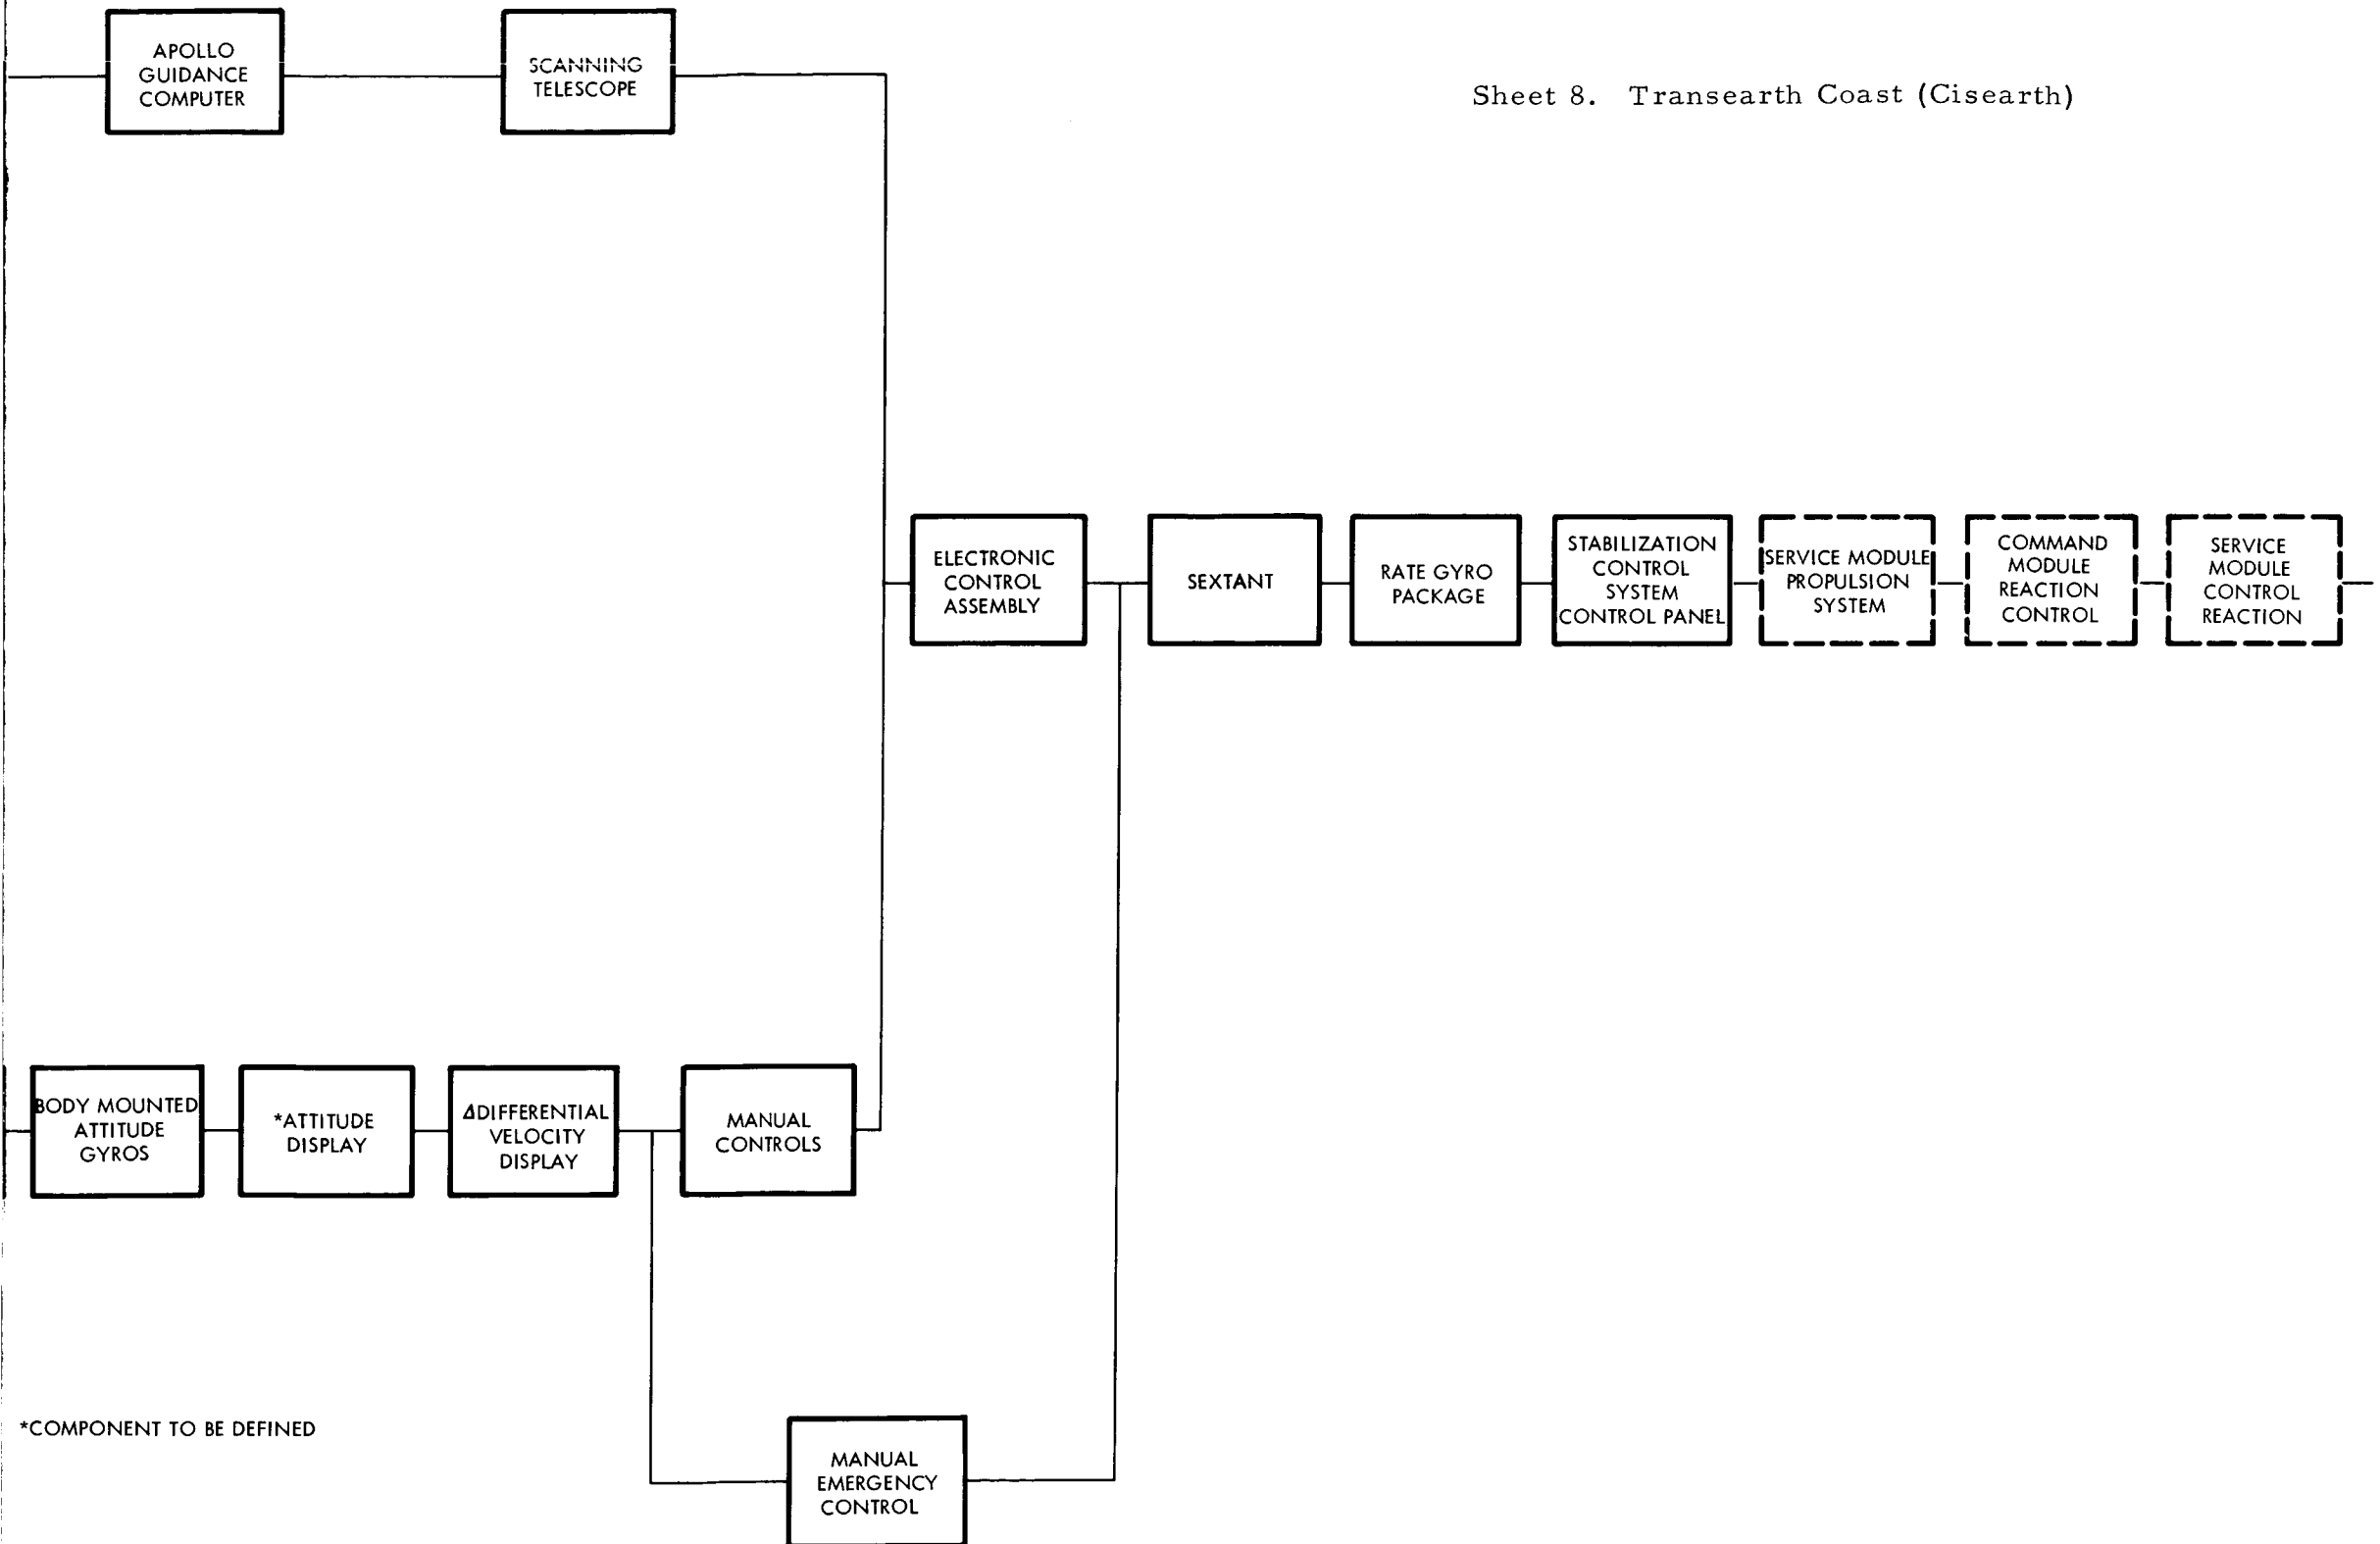 APOLLO
GUIDANCE
COMPUTER
SCANNING
TELESCOPE
Sheet 8. Transearth Coast (Cisearth)
ELECTRONIC
CONTROL
ASSEMBLY
SEXTANT
RATE GYRO
PACKAGE
STABILIZATION
CONTROL
SYSTEM
CONTROL PANEL
SERVICE MODULE
PROPULSION
SYSTEM
COMMAND
MODULE
REACTION
CONTROL
SERVICE
MODULE
CONTROL
REACTION
BODY MOUNTED
ATTITUDE
GYROS
*ATTITUDE
DISPLAY
ΔDIFFERENTIAL
VELOCITY
DISPLAY
MANUAL
CONTROLS
*COMPONENT TO BE DEFINED
MANUAL
EMERGENCY
CONTROL